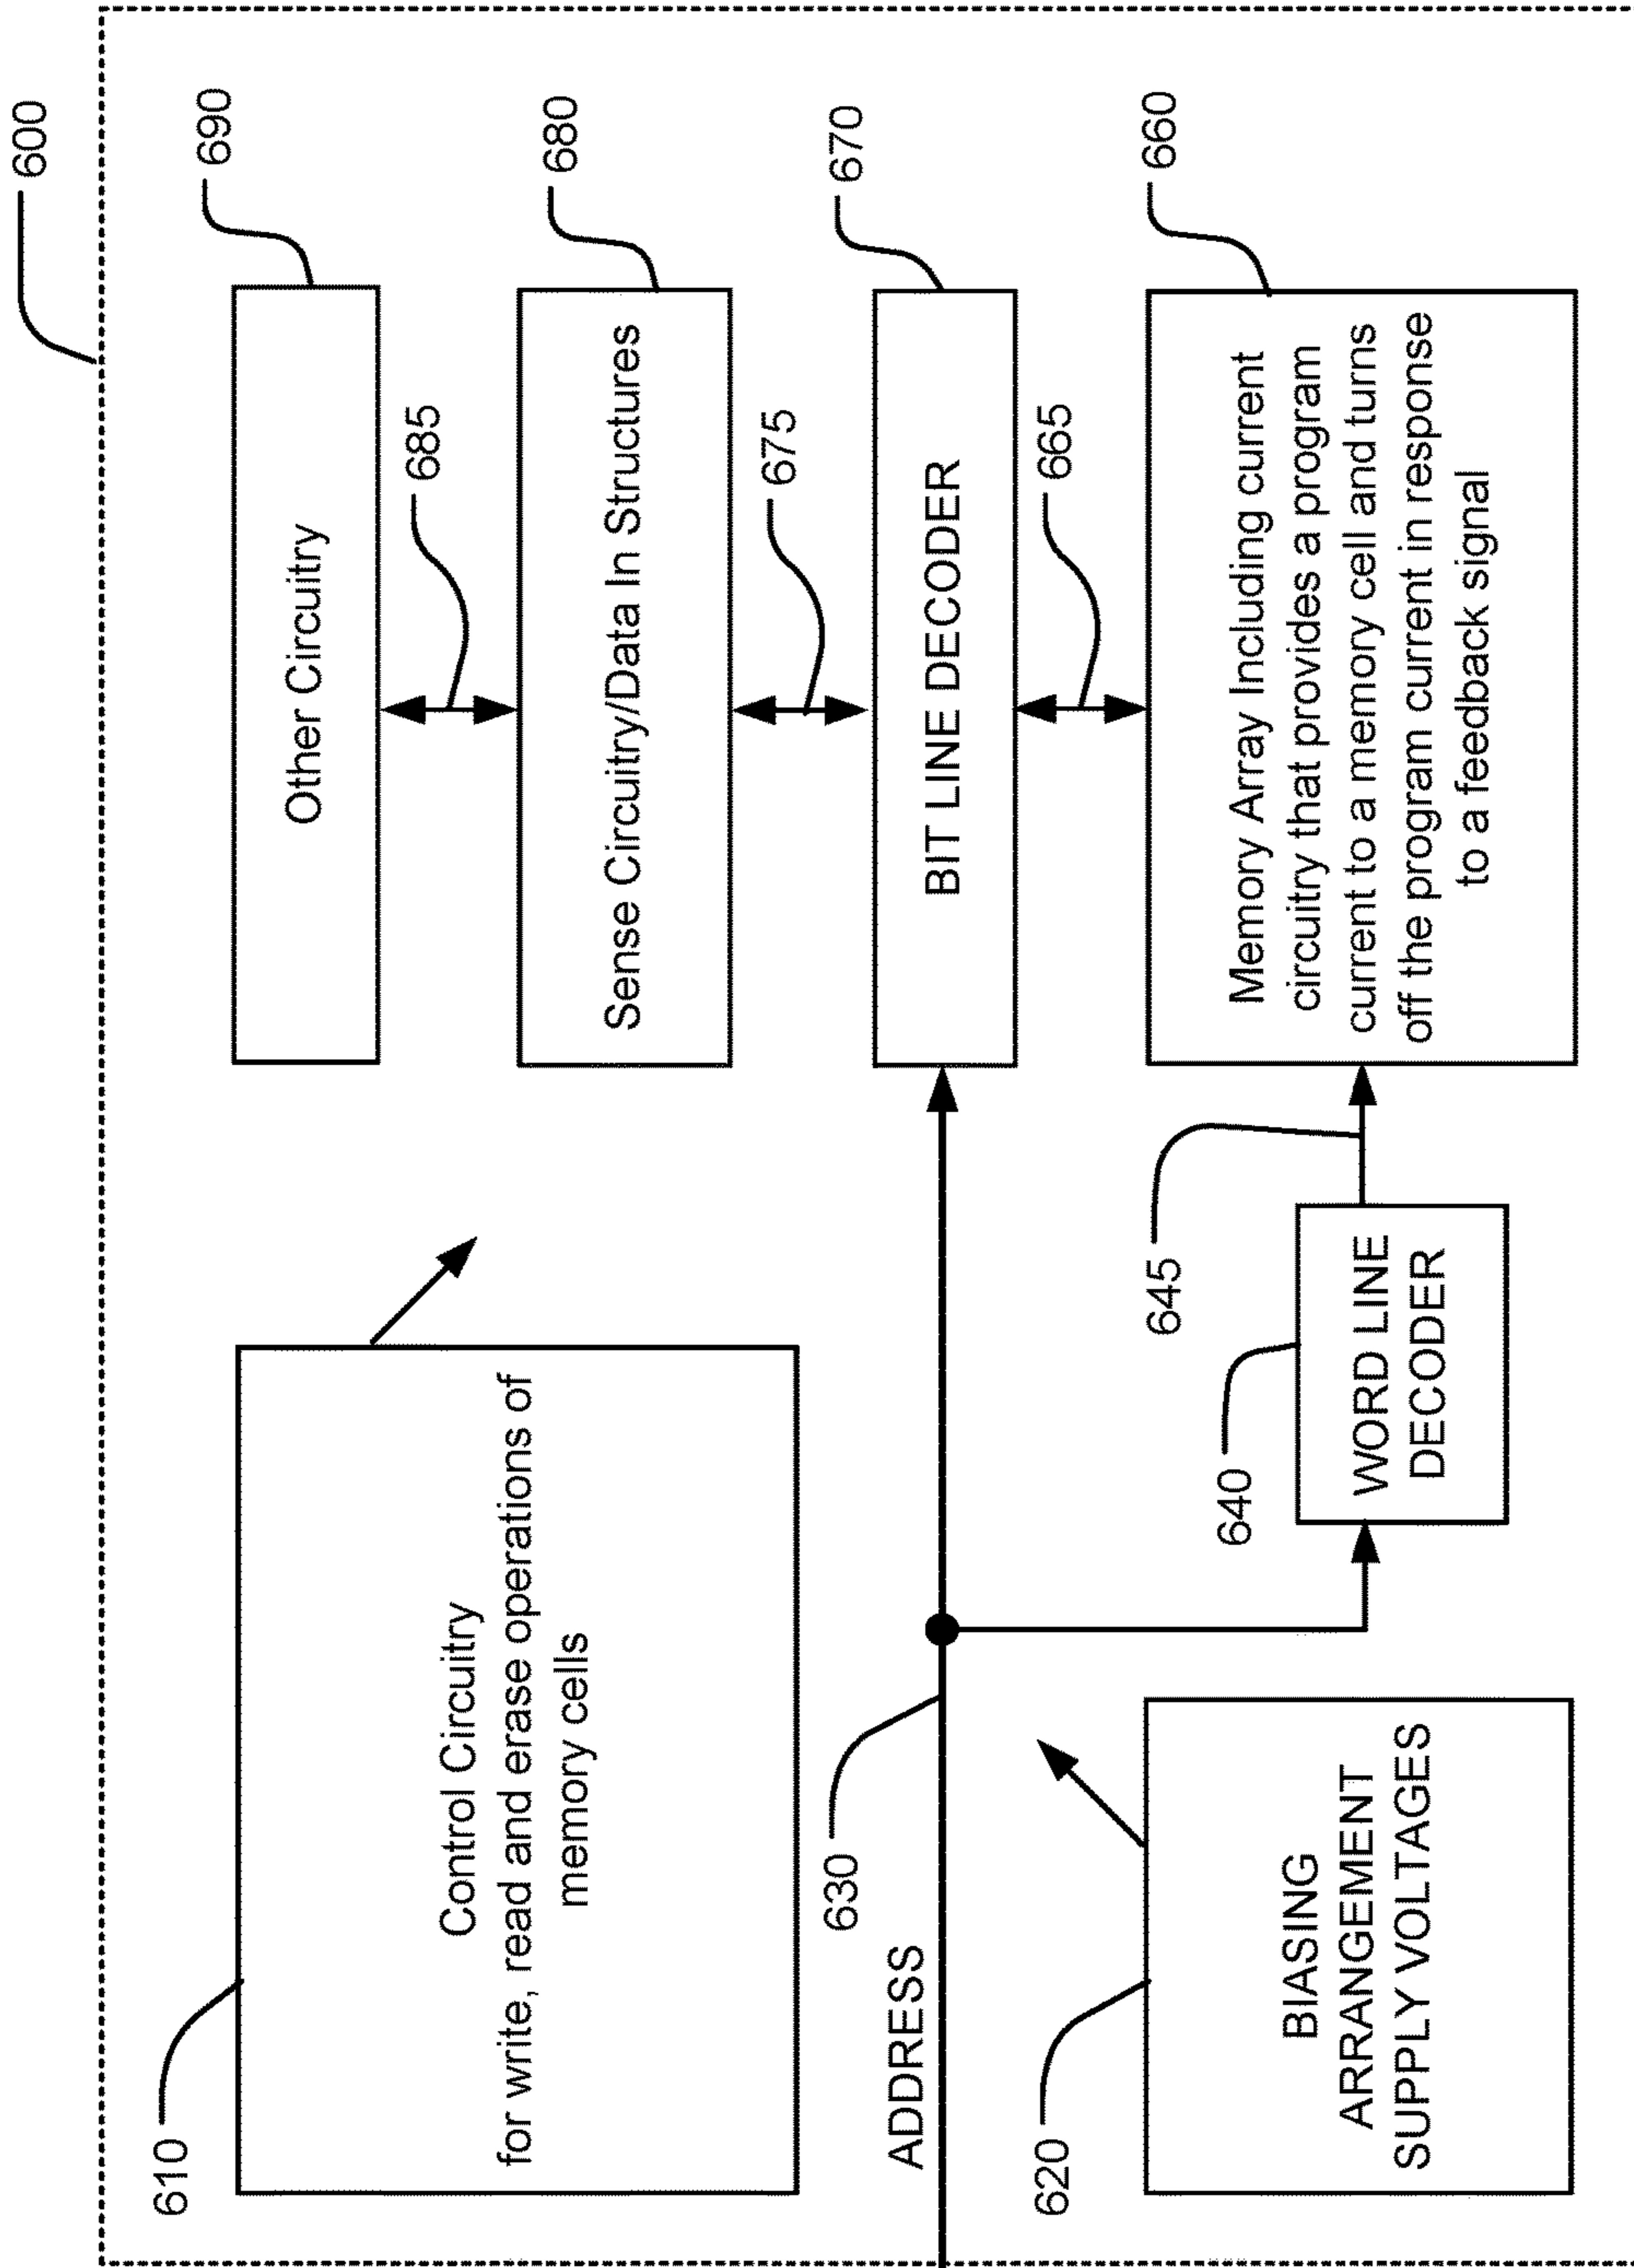 600
690
Other Circuitry
685
680
Sense Circuitry/Data In Structures
675
670
BIT LINE DECODER
665
660
Memory Array Including current
circuitry that provides a program
current to a memory cell and turns
off the program current in response
to a feedback signal
610
Control Circuitry
for write, read and erase operations of
memory cells
630
ADDRESS
645
640
WORD LINE
DECODER
620
BIASING
ARRANGEMENT
SUPPLY VOLTAGES